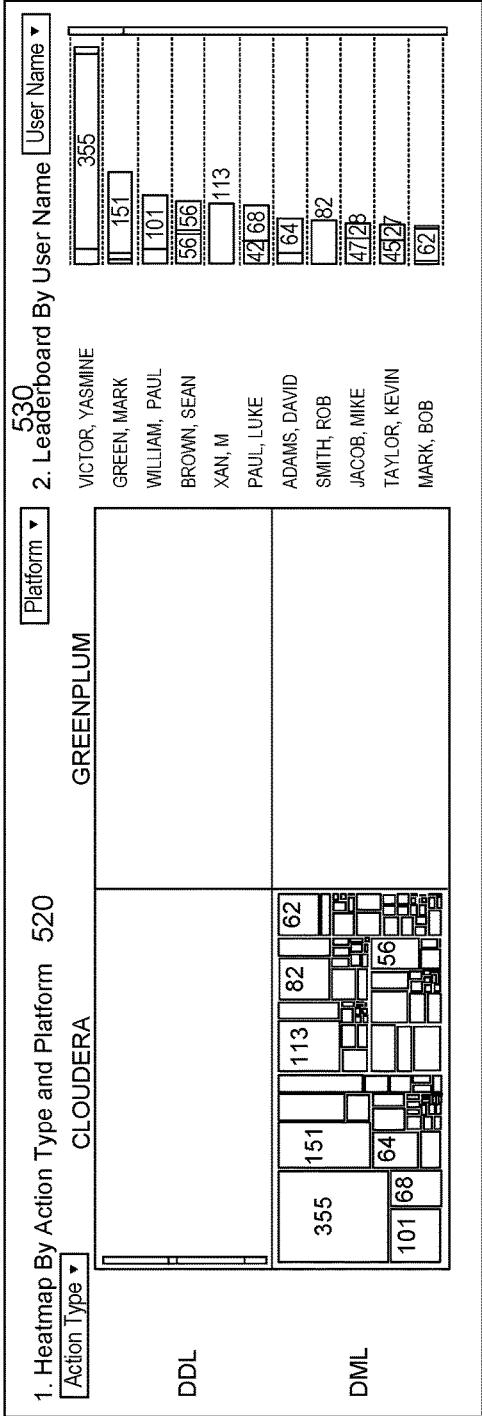 1. Heatmap By Action Type and Platform 520
Action Type ▾
Platform ▾
CLOUDERA
GREENPLUM
DDL
DML
355
101
68
151
64
113
82
56
62
530
2. Leaderboard By User Name
User Name ▾
VICTOR, YASMINE
355
GREEN, MARK
151
WILLIAM, PAUL
101
BROWN, SEAN
56 56
XAN, M
113
PAUL, LUKE
42 68
ADAMS, DAVID
64
SMITH, ROB
82
JACOB, MIKE
47 28
TAYLOR, KEVIN
45 27
MARK, BOB
62